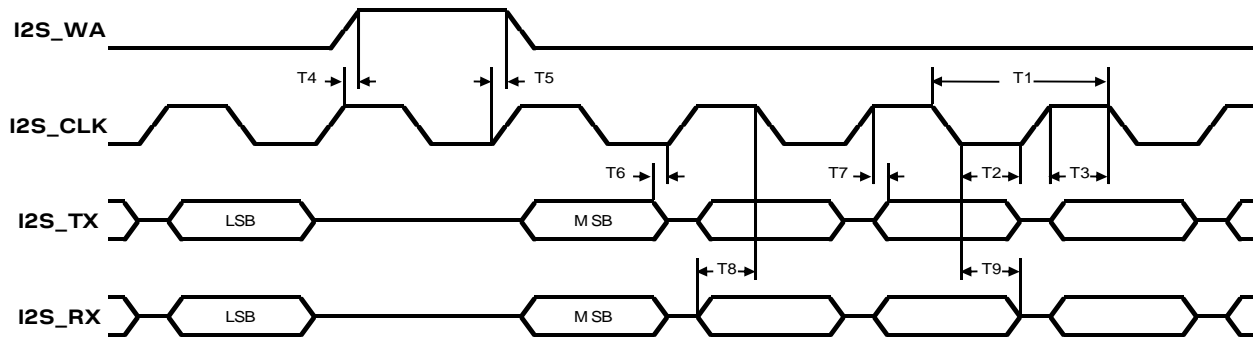 I2S_WA
T4
T5
T1
I2S_CLK
T6
T7
T2
T3
I2S_TX
LSB
MSB
T8
T9
I2S_RX
LSB
MSB